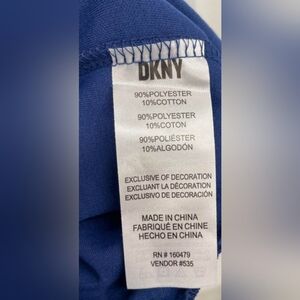 DKNY
90%POLYESTER
10%COTTON
90%POLYESTER
10%COTON
90%POLIÉSTER
10%ALGODÓN
EXCLUSIVE OF DECORATION
EXCLUANT LA DÉCORATION
EXCLUSIVO DE DECORACIÓN
MADE IN CHINA
FABRIQUÉ EN CHINE
HECHO EN CHINA
RN # 160479
VENDOR #535